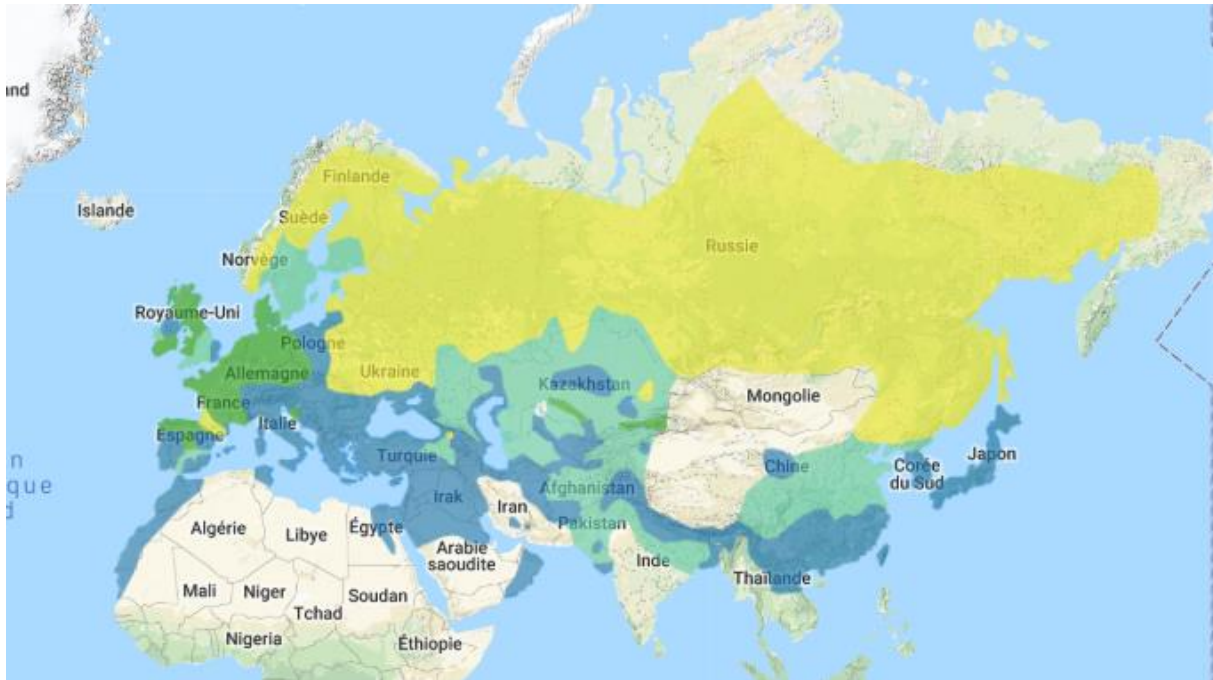 and
Islande
Finlande
Suède
Norvège
Russie
Royaume-Uni
Pologne
Allemagne
Ukraine
France
Kazakhstan
Mongolie
Espagne
Italie
Turquie
Chine
Corée
du Sud
Japon
n
que
d
Irak
Afghanistan
Iran
Pakistan
Algérie
Libye
Égypte
Arabie
saoudite
Inde
Thaïlande
Mali
Niger
Tchad
Soudan
Nigeria
Éthiopie